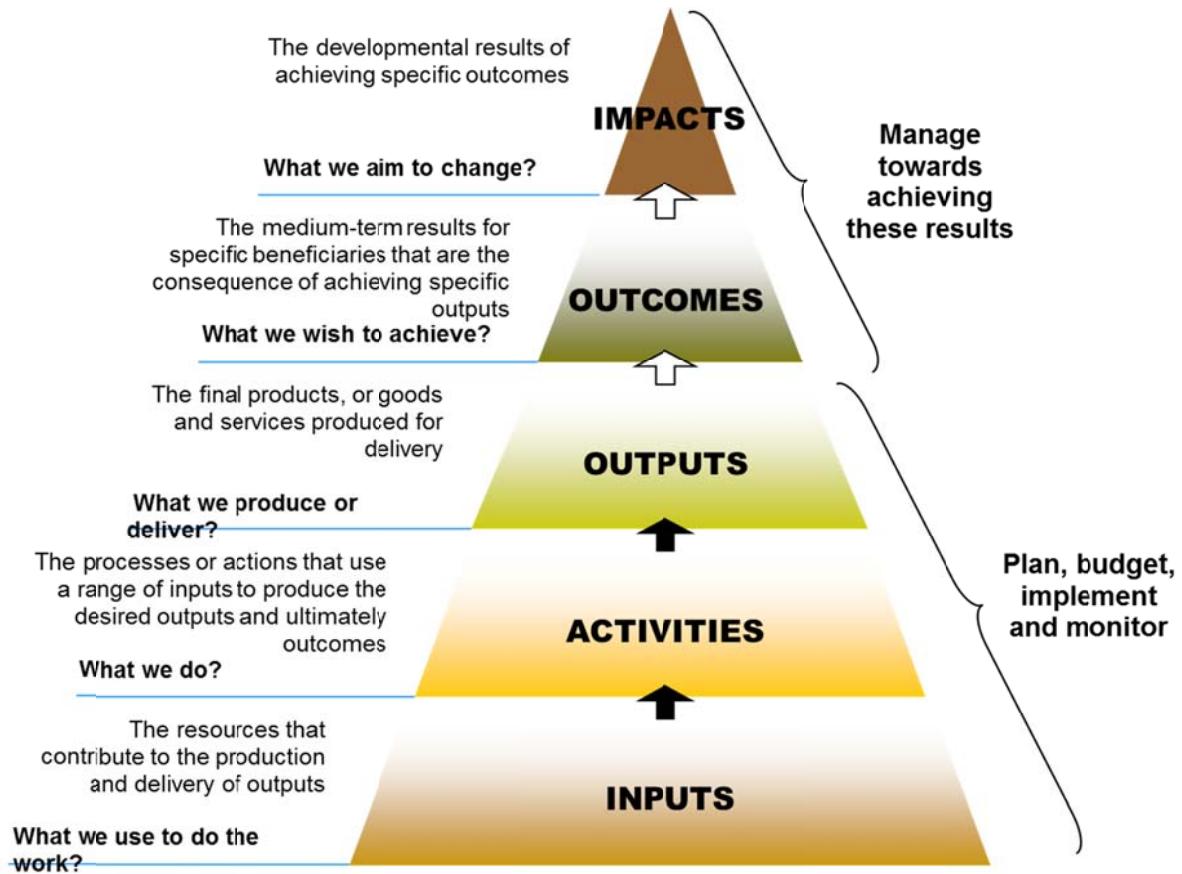 The developmental results of
achieving specific outcomes
IMPACTS
What we aim to change?
Manage
towards
achieving
these results
The medium-term results for
specific beneficiaries that are the
consequence of achieving specific
outputs
OUTCOMES
What we wish to achieve?
The final products, or goods
and services produced for
delivery
OUTPUTS
What we produce or
deliver?
The processes or actions that use
a range of inputs to produce the
desired outputs and ultimately
outcomes
ACTIVITIES
What we do?
Plan, budget,
implement
and monitor
The resources that
contribute to the production
and delivery of outputs
INPUTS
What we use to do the
work?